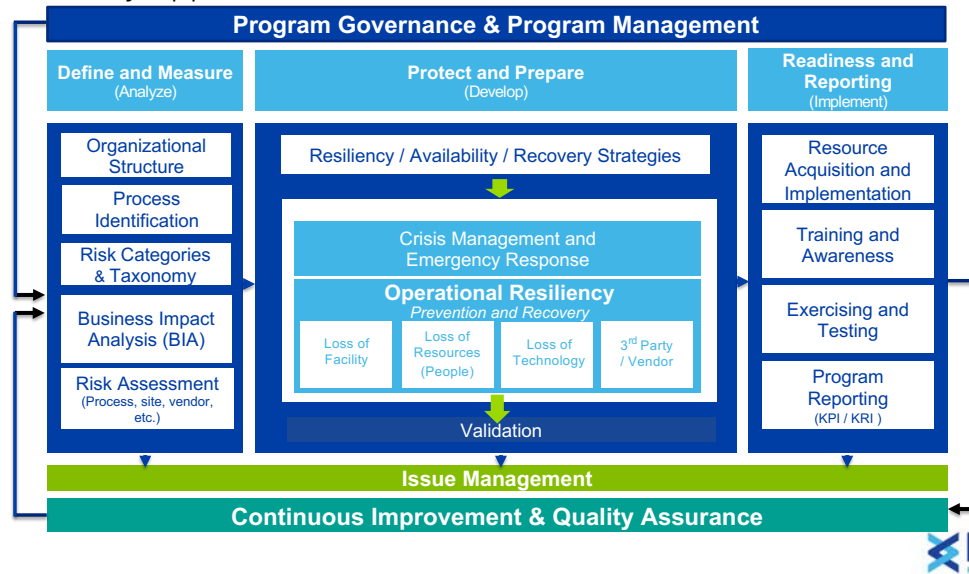 Program Governance & Program Management
Define and Measure
(Analyze)
Protect and Prepare
(Develop)
Readiness and
Reporting
(Implement)
Organizational
Structure
Process
Identification
Risk Categories
& Taxonomy
Business Impact
Analysis (BIA)
Risk Assessment
(Process, site, vendor,
etc.)
Resiliency / Availability / Recovery Strategies
Crisis Management and
Emergency Response
Operational Resiliency
Prevention and Recovery
Loss of
Facility
Loss of
Resources
(People)
Loss of
Technology
3rd Party
/ Vendor
Validation
Resource
Acquisition and
Implementation
Training and
Awareness
Exercising and
Testing
Program
Reporting
(KPI / KRI )
Issue Management
Continuous Improvement & Quality Assurance